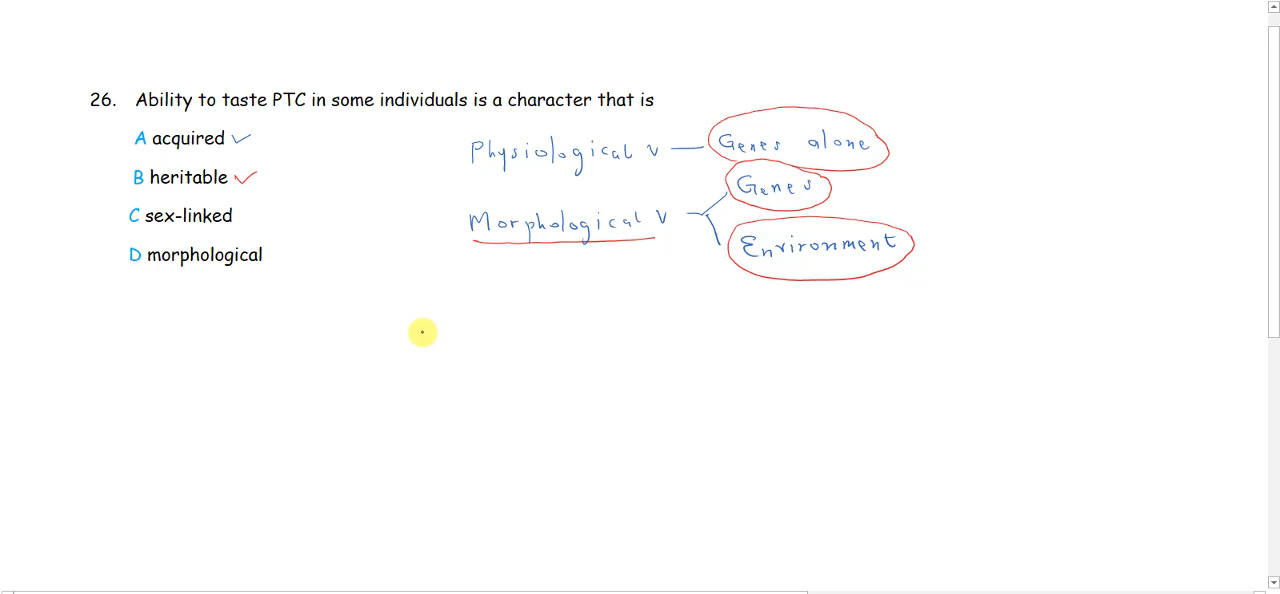 26. Ability to taste PTC in some individuals is a character that is
A acquired ✓
B heritable ✓
C sex-linked
D morphological
Physiological V — Genes alone
Morphological V
Genes
Environment